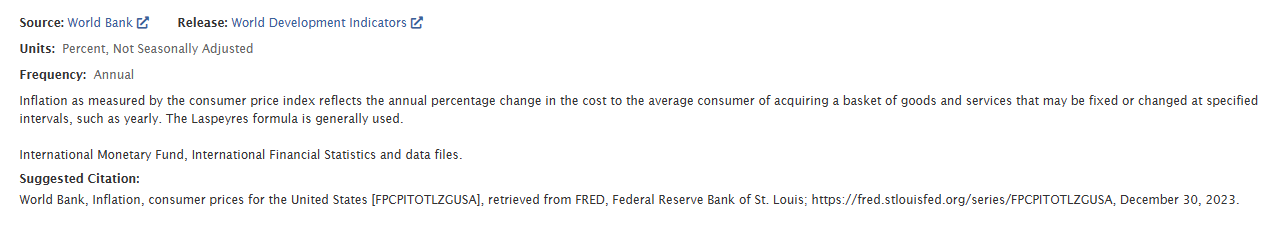 Source: World Bank Release: World Development Indicators
Units: Percent, Not Seasonally Adjusted
Frequency: Annual
Inflation as measured by the consumer price index reflects the annual percentage change in the cost to the average consumer of acquiring a basket of goods and services that may be fixed or changed at specified
intervals, such as yearly. The Laspeyres formula is generally used.
International Monetary Fund, International Financial Statistics and data files.
Suggested Citation:
World Bank, Inflation, consumer prices for the United States [FPCPITOTLZGUSA], retrieved from FRED, Federal Reserve Bank of St. Louis; https://fred.stlouisfed.org/series/FPCPITOTLZGUSA, December 30, 2023.